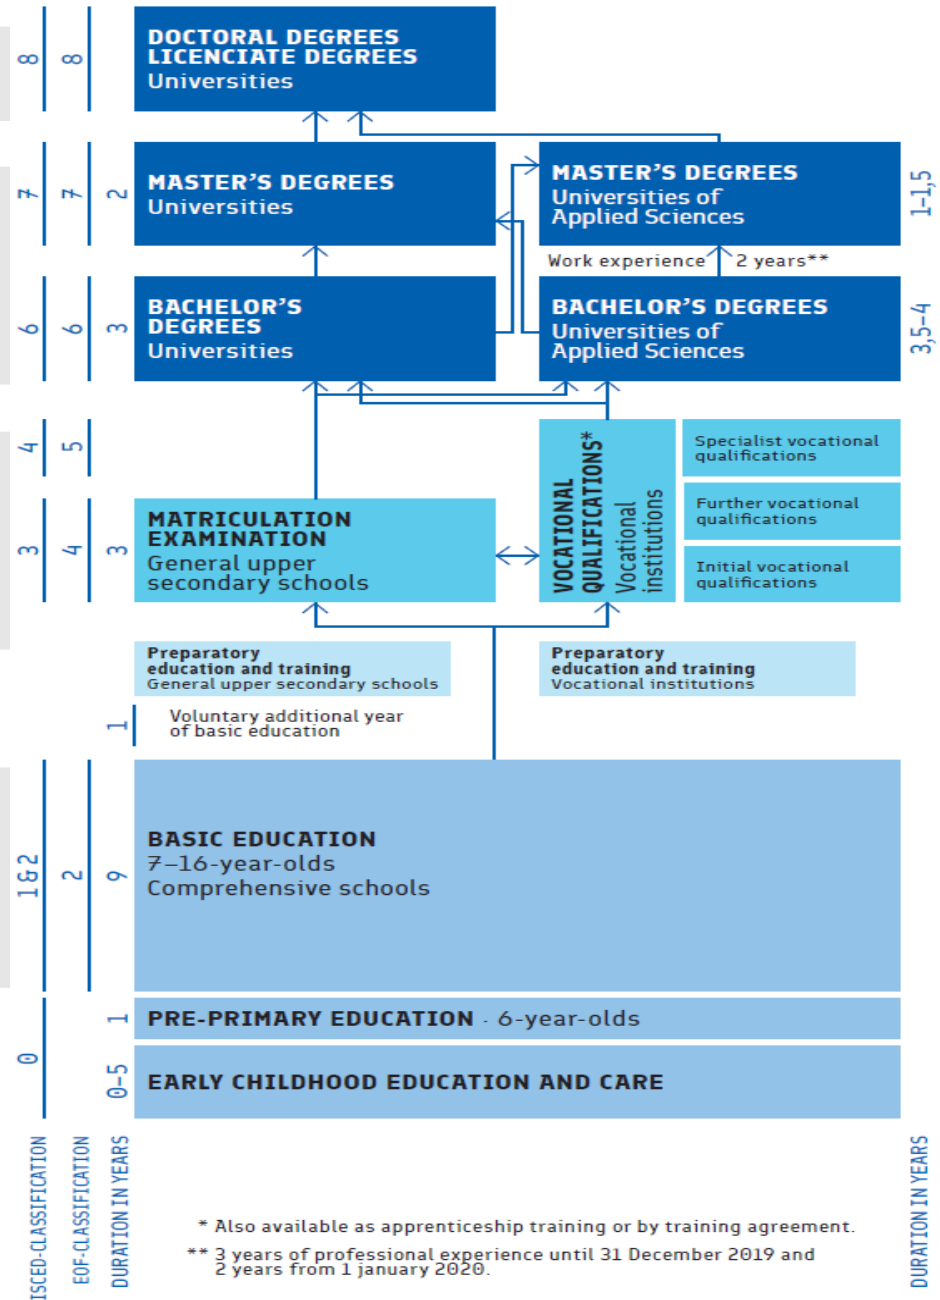 DOCTORAL DEGREES
LICENCIATE DEGREES
Universities
8
8
MASTER'S DEGREES
Universities
7
7
2
MASTER'S DEGREES
Universities of
Applied Sciences
1–1,5
Work experience
2 years**
BACHELOR'S
DEGREES
Universities
6
6
3
BACHELOR'S DEGREES
Universities of
Applied Sciences
3,5–4
4
5
VOCATIONAL
QUALIFICATIONS*
Vocational
institutions
Specialist vocational
qualifications
Further vocational
qualifications
Initial vocational
qualifications
3
4
3
MATRICULATION
EXAMINATION
General upper
secondary schools
Preparatory
education and training
General upper secondary schools
Preparatory
education and training
Vocational institutions
1
Voluntary additional year
of basic education
1&2
2
9
BASIC EDUCATION
7–16-year-olds
Comprehensive schools
0
1
PRE-PRIMARY EDUCATION - 6-year-olds
0–5
EARLY CHILDHOOD EDUCATION AND CARE
ISCED-CLASSIFICATION
EQF-CLASSIFICATION
DURATION IN YEARS
DURATION IN YEARS
* Also available as apprenticeship training or by training agreement.
** 3 years of professional experience until 31 December 2019 and
2 years from 1 january 2020.